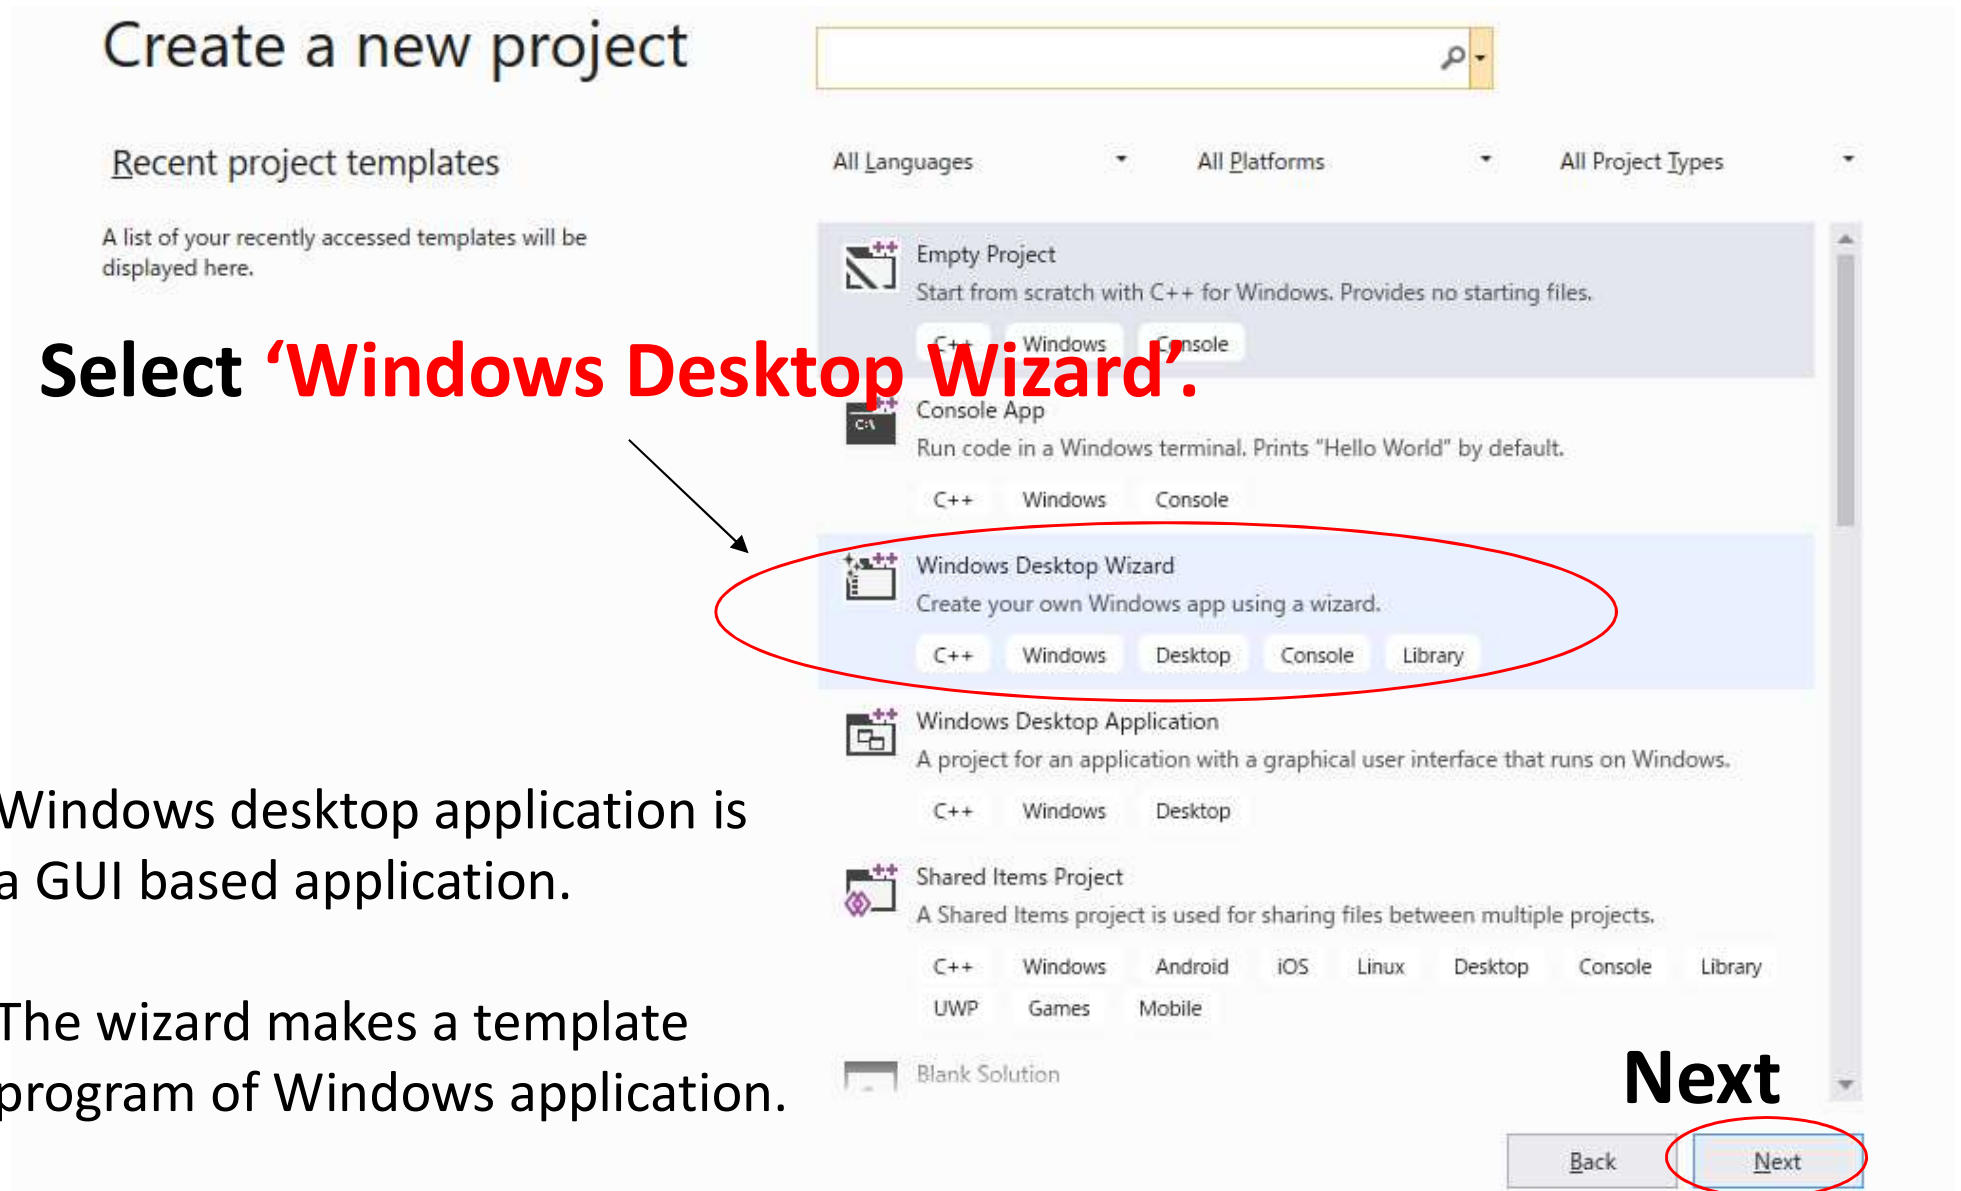 Create a new project
Recent project templates
A list of your recently accessed templates will be
displayed here.
Select ‘Windows Desktop Wizard’.
Windows desktop application is
a GUI based application.
The wizard makes a template
program of Windows application.
All Languages All Platforms All Project Types
Empty Project
Start from scratch with C++ for Windows. Provides no starting files.
C++ Windows Console
Console App
Run code in a Windows terminal. Prints "Hello World" by default.
C++ Windows Console
Windows Desktop Wizard
Create your own Windows app using a wizard.
C++ Windows Desktop Console Library
Windows Desktop Application
A project for an application with a graphical user interface that runs on Windows.
C++ Windows Desktop
Shared Items Project
A Shared Items project is used for sharing files between multiple projects.
C++ Windows Android iOS Linux Desktop Console Library
UWP Games Mobile
Blank Solution
Next
Back Next